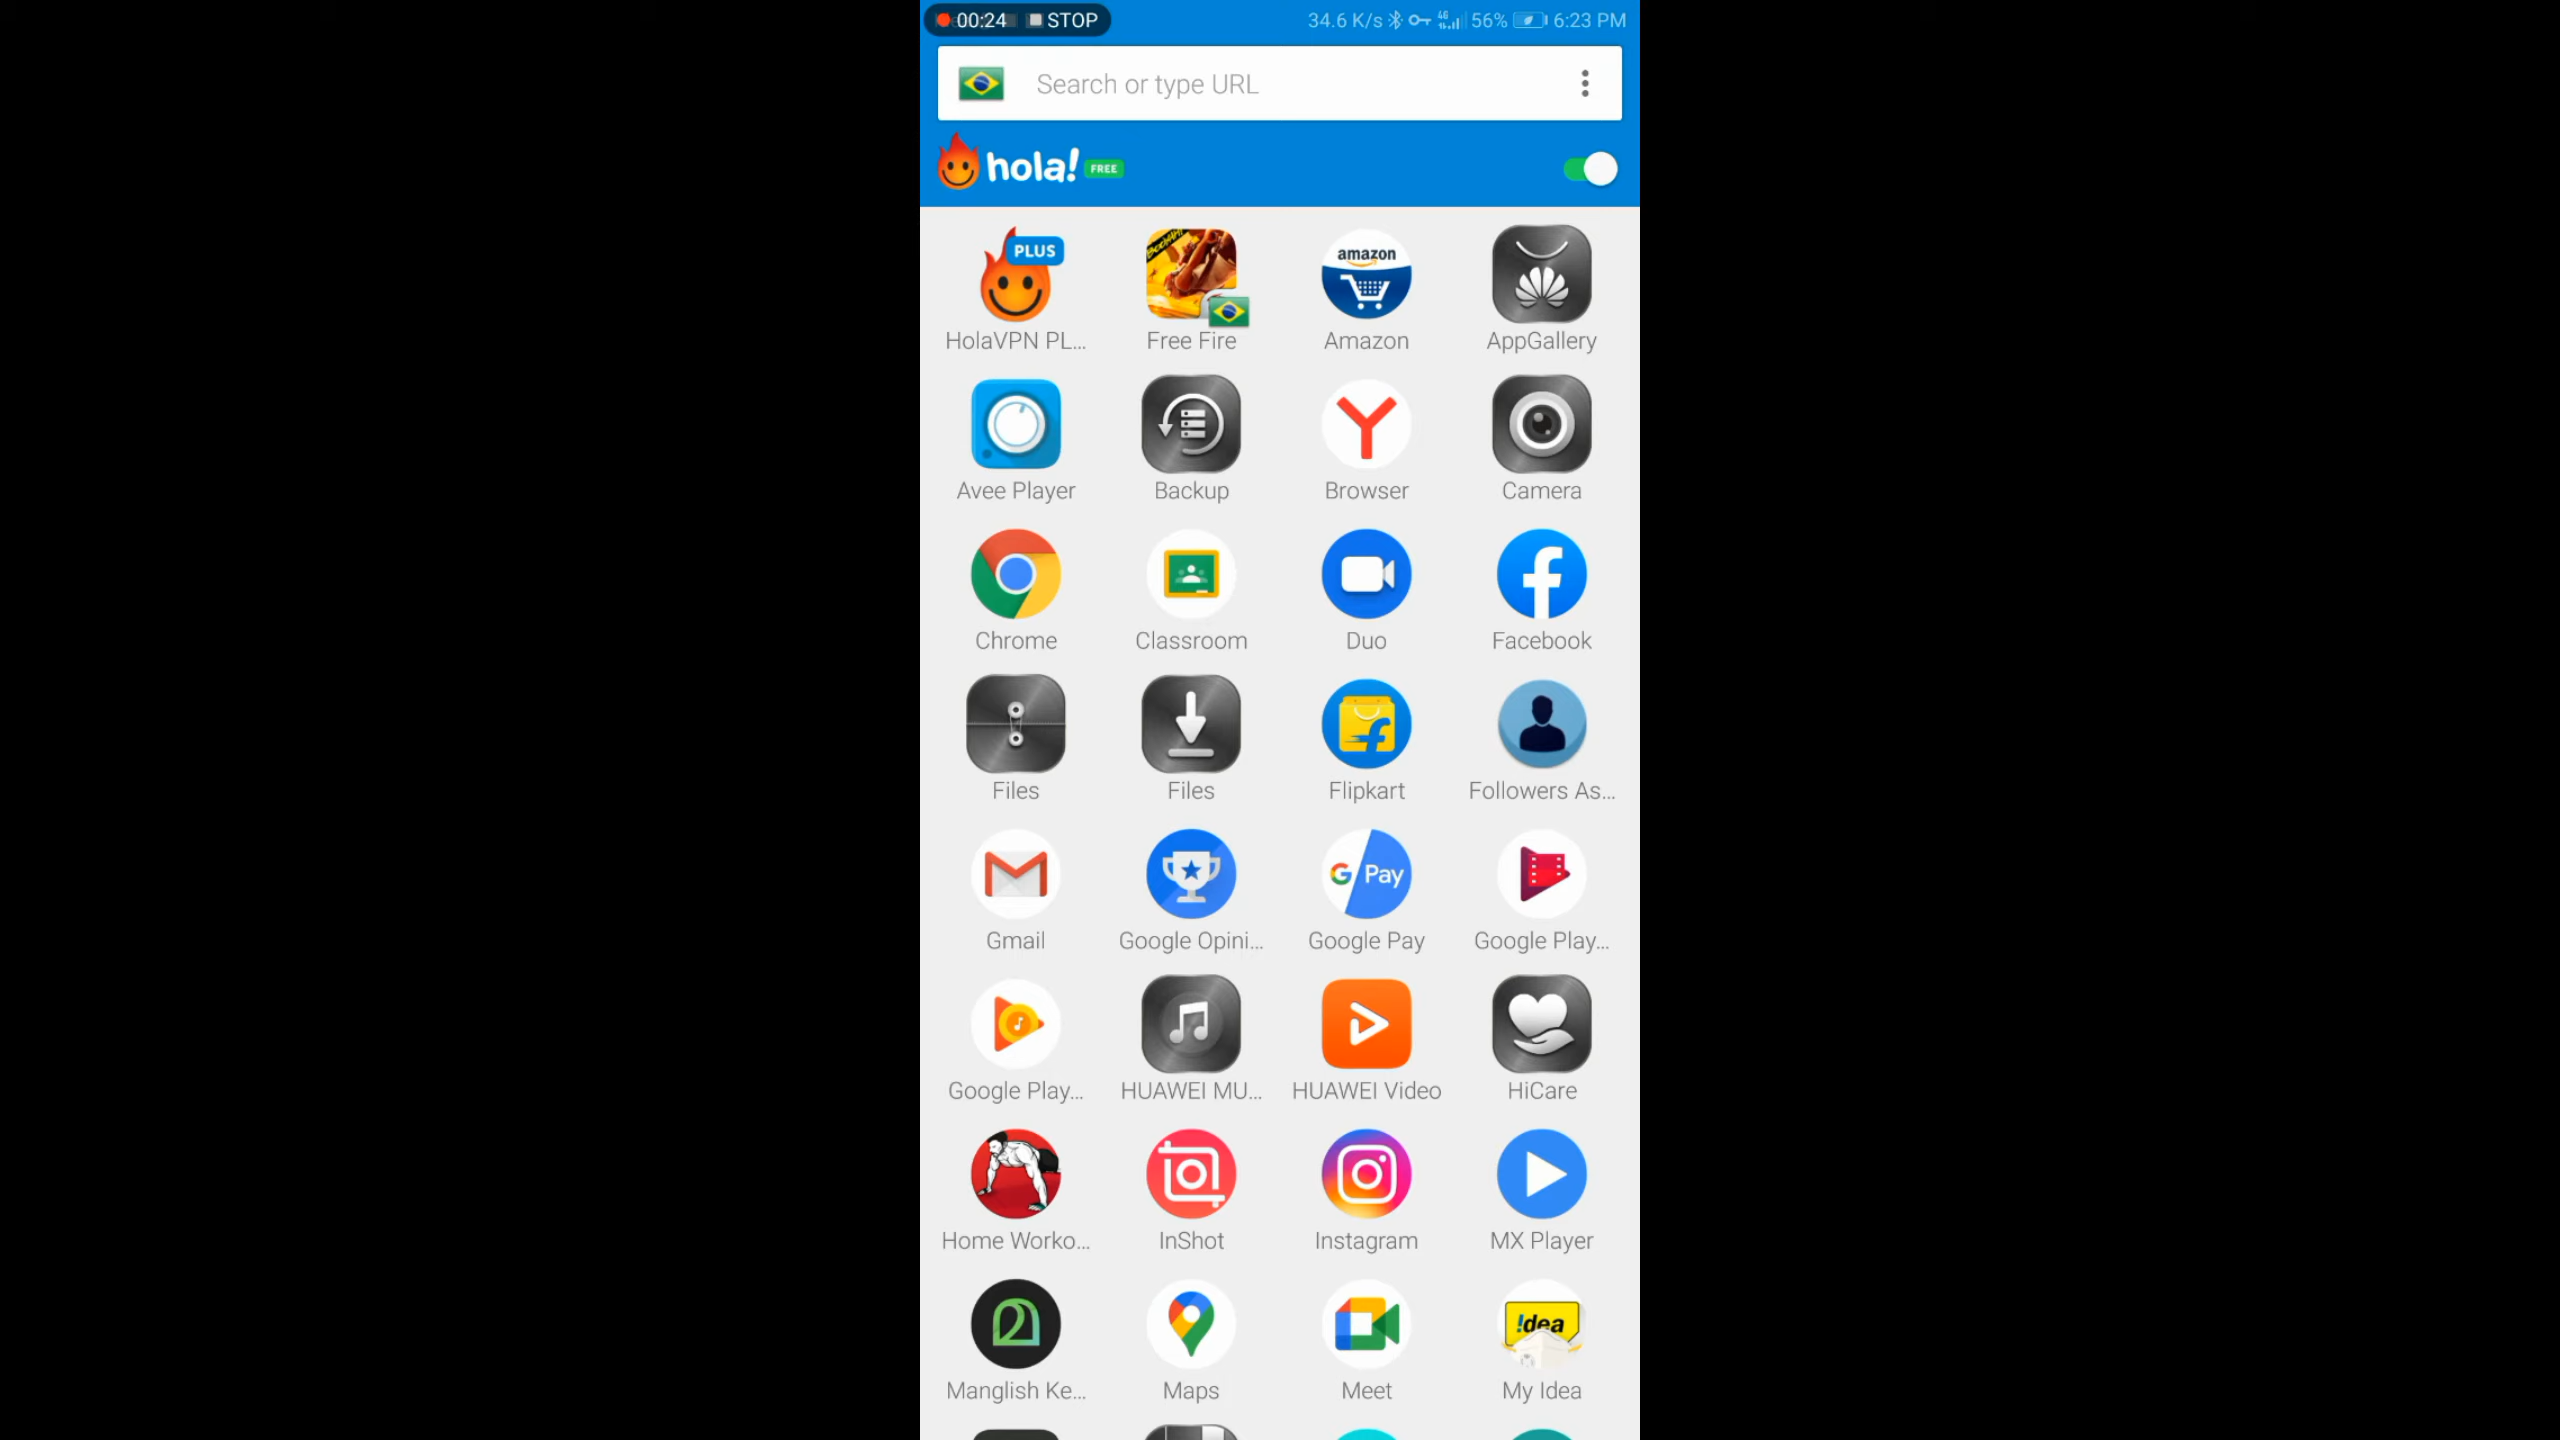 00:24 STOP 34.6 K/s 4G 56% 6:23 PM
Search or type URL
hola! FREE
PLUS
amazon
HolaVPN PL... Free Fire Amazon AppGallery
Avee Player Backup Browser Camera
Chrome Classroom Duo Facebook
Files Files Flipkart Followers As...
G Pay
Gmail Google Opini... Google Pay Google Play...
Google Play... HUAWEI MU... HUAWEI Video HiCare
Home Worko... InShot Instagram MX Player
!dea
Manglish Ke... Maps Meet My Idea